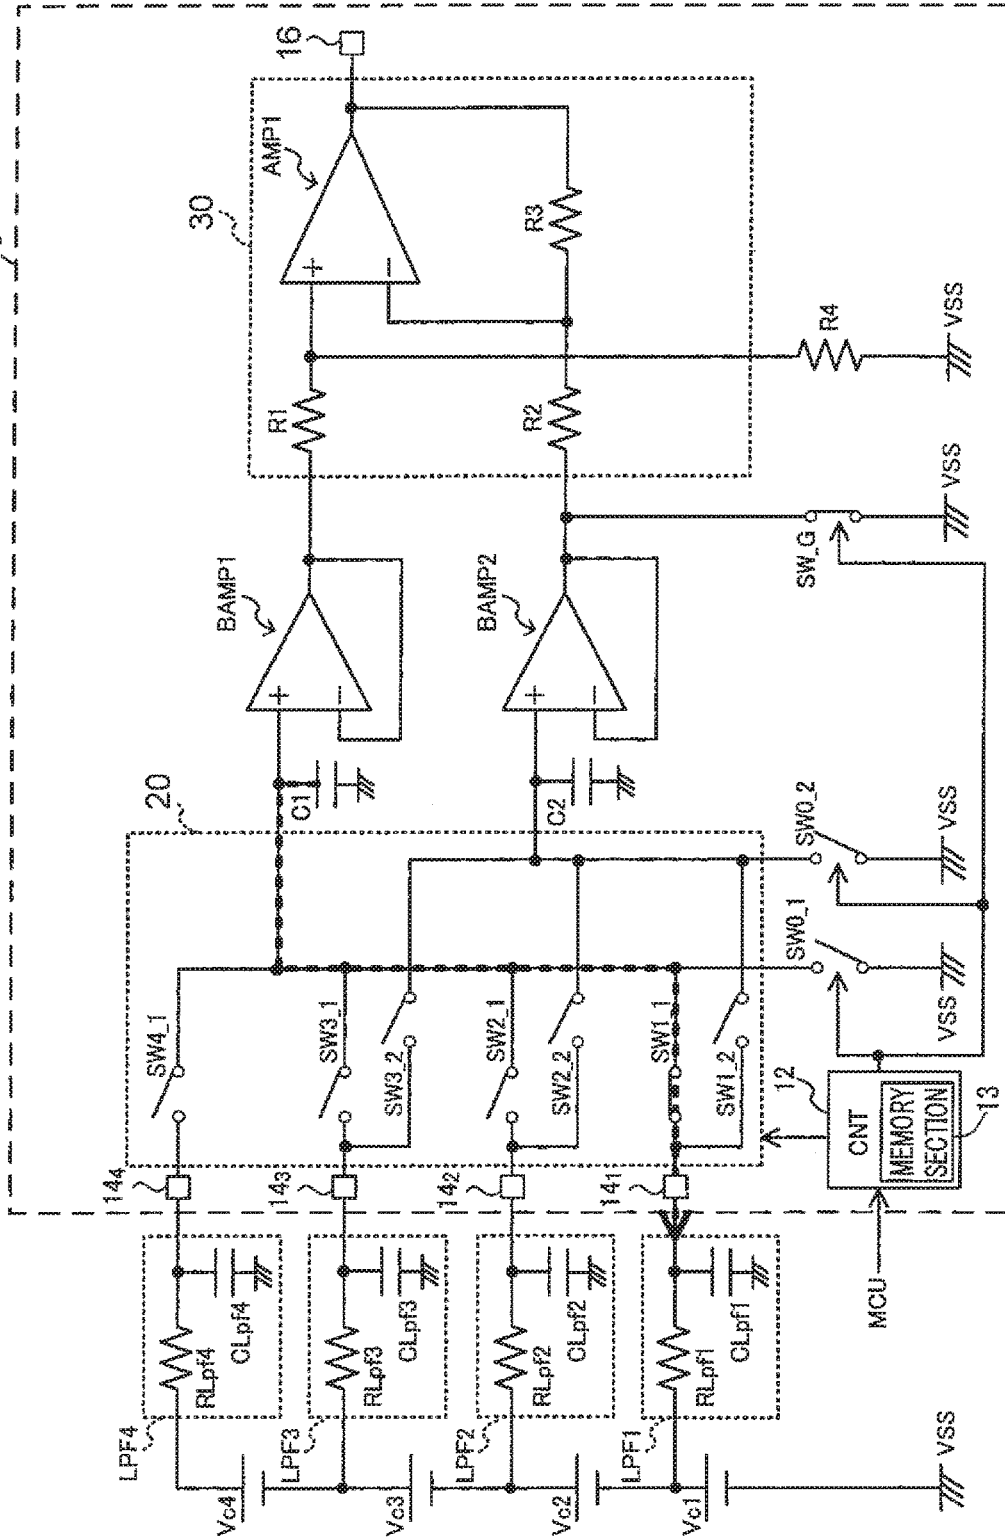 16
30
AMP1
R3
R1
R2
R4
VSS
BAMP1
BAMP2
SW_G
VSS
20
C1
C2
SW0_2
VSS
SW0_1
VSS
SW4_1
SW3_1
SW3_2
SW2_1
SW2_2
SW1_1
SW1_2
12
CNT
MEMORY
SECTION
13
144
143
142
141
MCU
RLpf4
CLpf4
RLpf3
CLpf3
RLpf2
CLpf2
RLpf1
CLpf1
LPF4
LPF3
LPF2
LPF1
Vc4
Vc3
Vc2
Vc1
VSS